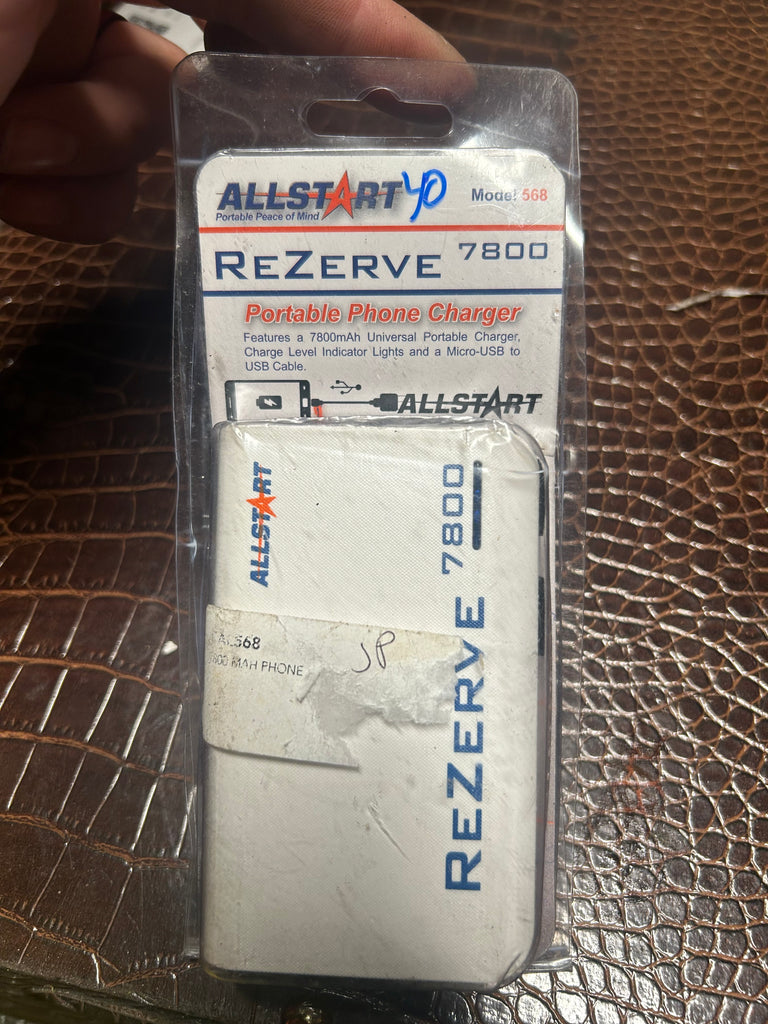 ALLSTART 40
Model 568
Portable Peace of Mind
REZERVE 7800
Portable Phone Charger
Features a 7800mAh Universal Portable Charger,
Charge Level Indicator Lights and a Micro-USB to
USB Cable.
ALLSTART
ALLSTART
REZERVE 7800
568
MAH PHONE
JP